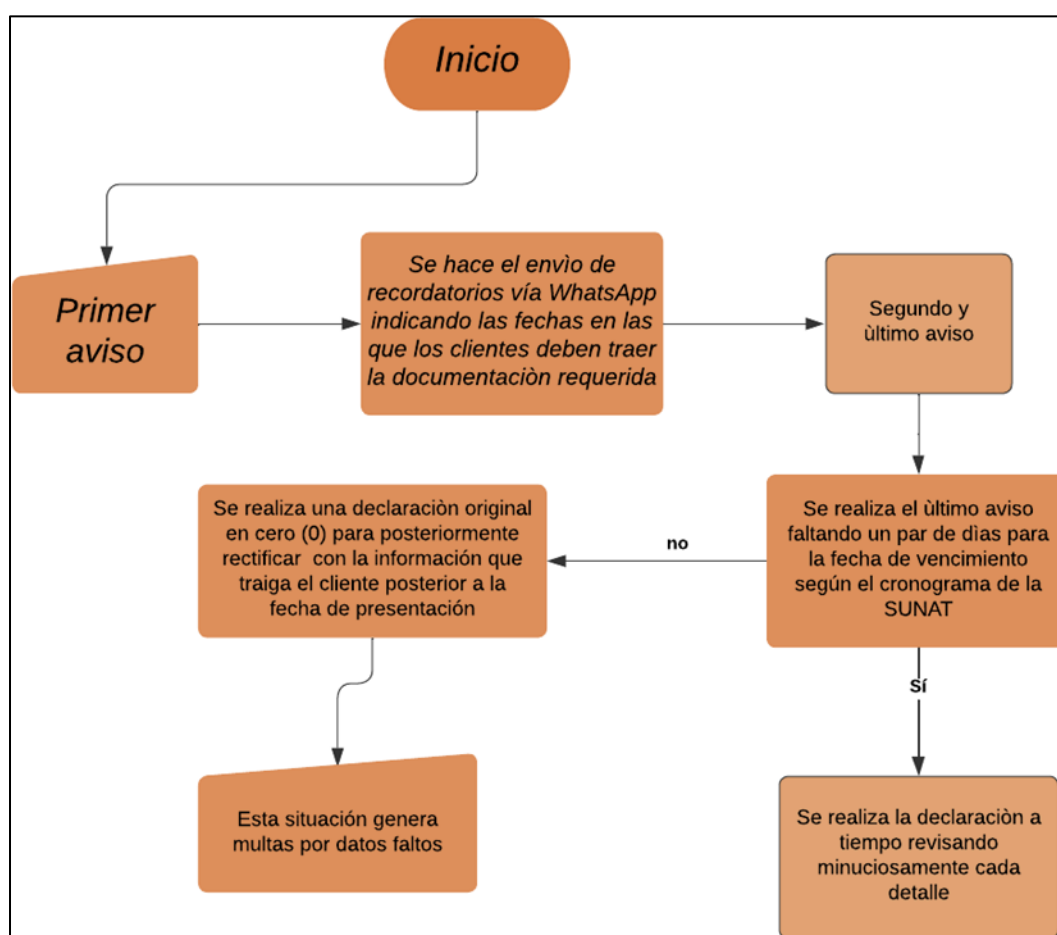 Inicio
Primer
aviso
Se hace el envìo de
recordatorios vía WhatsApp
indicando las fechas en las
que los clientes deben traer
la documentaciòn requerida
Segundo y
ùltimo aviso
Se realiza el ùltimo aviso
faltando un par de dìas para
la fecha de vencimiento
según el cronograma de la
SUNAT
no
Se realiza una declaraciòn original
en cero (0) para posteriormente
rectificar con la información que
traiga el cliente posterior a la
fecha de presentación
Sí
Esta situación genera
multas por datos faltos
Se realiza la declaraciòn a
tiempo revisando
minuciosamente cada
detalle